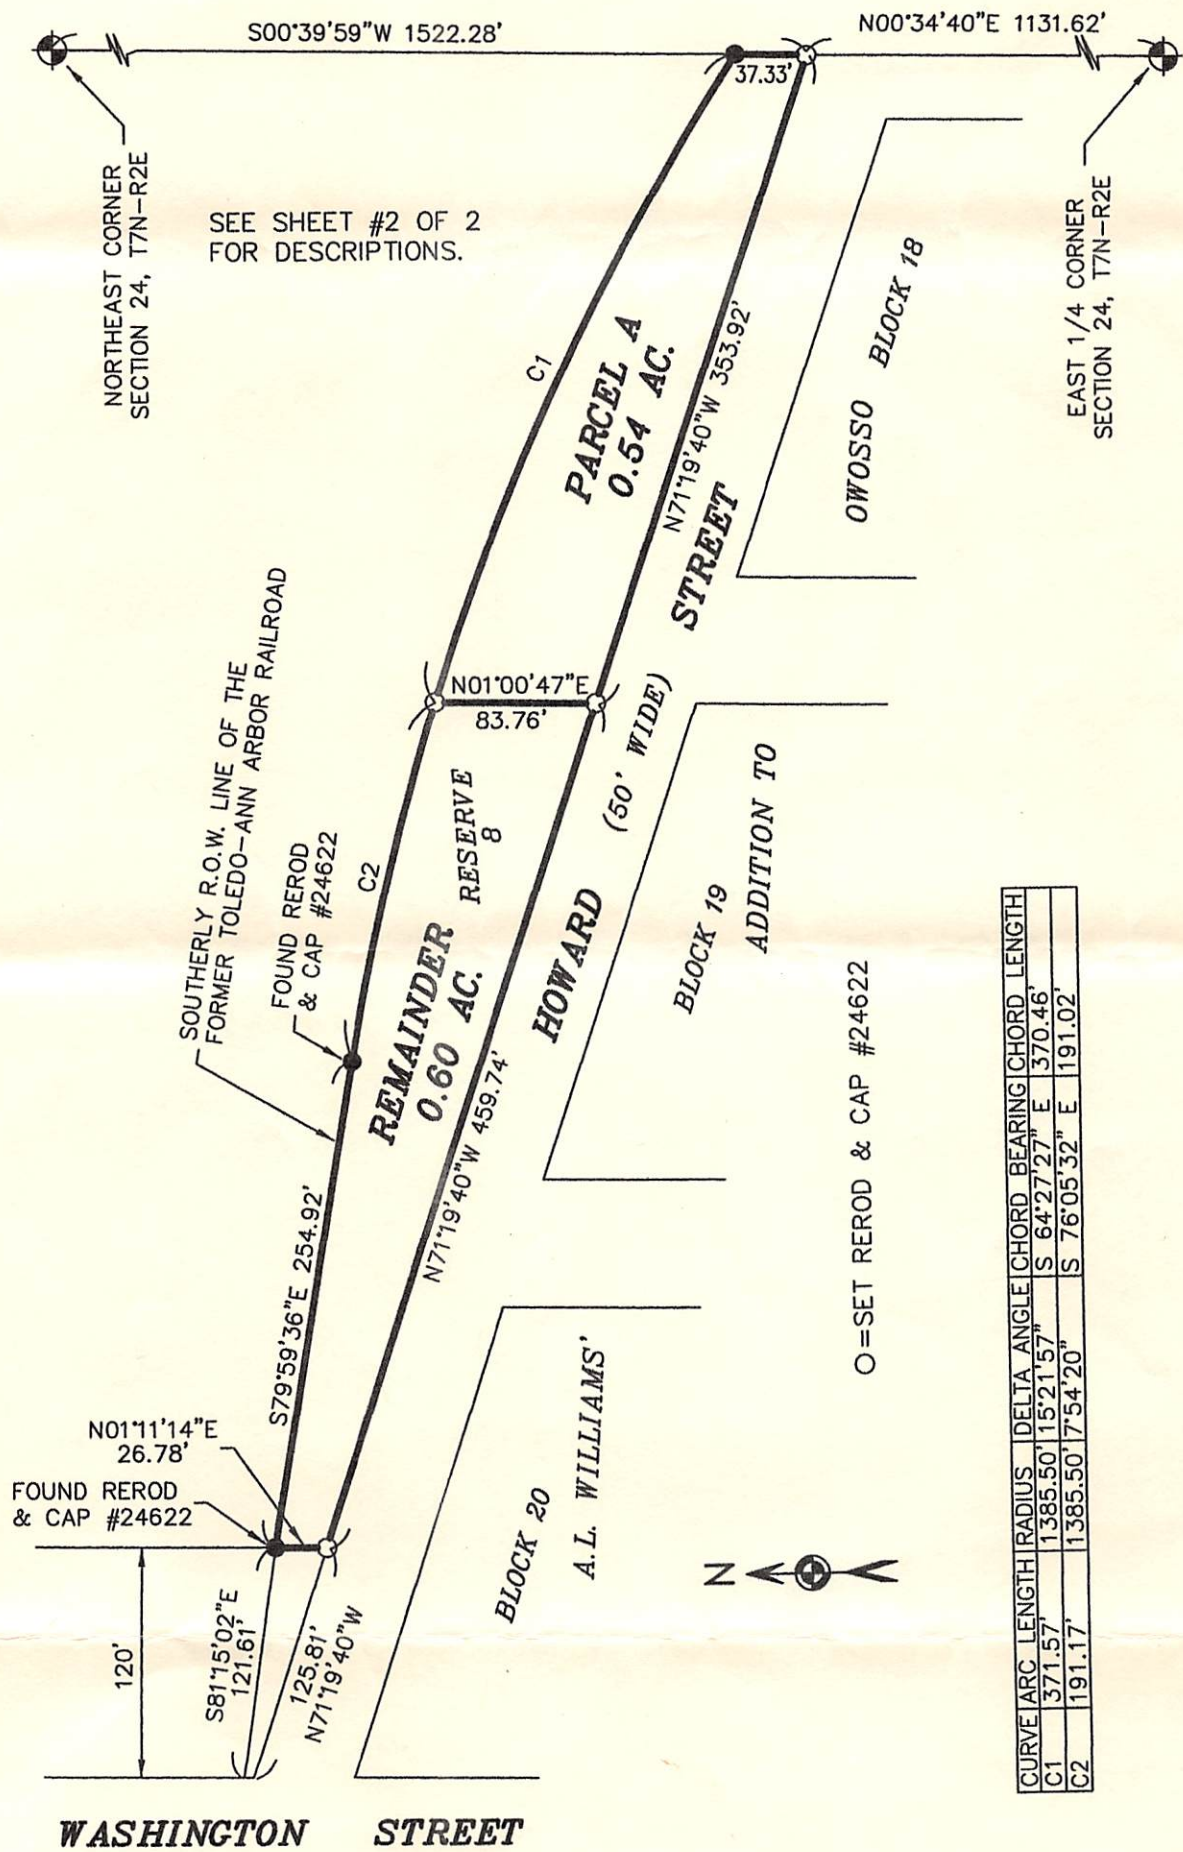 S00°39'59"W 1522.28'
N00°34'40"E 1131.62'
37.33'
NORTHEAST CORNER
SECTION 24, T7N-R2E
SEE SHEET #2 OF 2
FOR DESCRIPTIONS.
EAST 1/4 CORNER
SECTION 24, T7N-R2E
C1
PARCEL A
0.54 AC.
N71°19'40"W 353.92'
OWOSSO
BLOCK 18
SOUTHERLY R.O.W. LINE OF THE
FORMER TOLEDO-ANN ARBOR RAILROAD
N01°00'47"E
83.76'
HOWARD (50' WIDE) STREET
FOUND REROD
& CAP #24622
C2
RESERVE
8
REMAINDER
0.60 AC.
BLOCK 19
ADDITION TO
S79°59'36"E 254.92'
N71°19'40"W 459.74'
N01°11'14"E
26.78'
FOUND REROD
& CAP #24622
BLOCK 20
A.L. WILLIAMS'
N
O=SET REROD & CAP #24622
120'
S81°15'02"E
121.61'
125.81'
N71°19'40"W
WASHINGTON STREET
CURVE ARC LENGTH RADIUS DELTA ANGLE CHORD BEARING CHORD LENGTH
C1 371.57' 1385.50' 15°21'57" S 64°27'27" E 370.46'
C2 191.17' 1385.50' 7°54'20" S 76°05'32" E 191.02'